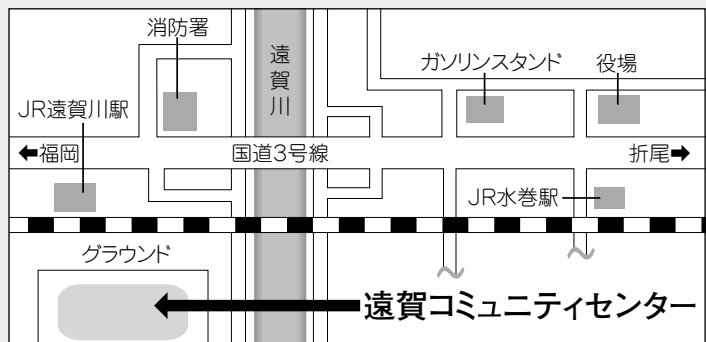 消防署
遠賀川
ガソリンスタンド
役場
JR遠賀川駅
←福岡
国道3号線
折尾→
JR水巻駅
グラウンド
遠賀コミュニティセンター